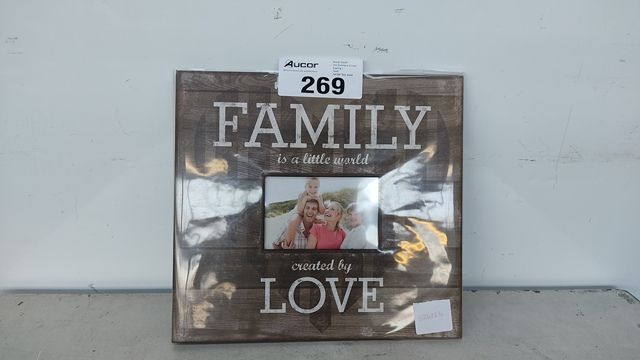 Aucor
269
FAMILY
is a little world
created by
LOVE